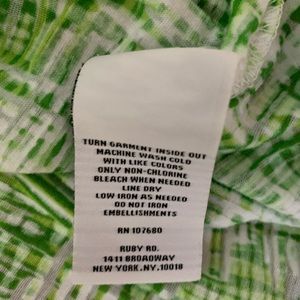 TURN GARMENT INSIDE OUT
MACHINE WASH COLD
WITH LIKE COLORS
ONLY NON-CHLORINE
BLEACH WHEN NEEDED
LINE DRY
LOW IRON AS NEEDED
DO NOT IRON
EMBELLISHMENTS
RN 107680
RUBY RD.
1411 BROADWAY
NEW YORK, NY, 10018